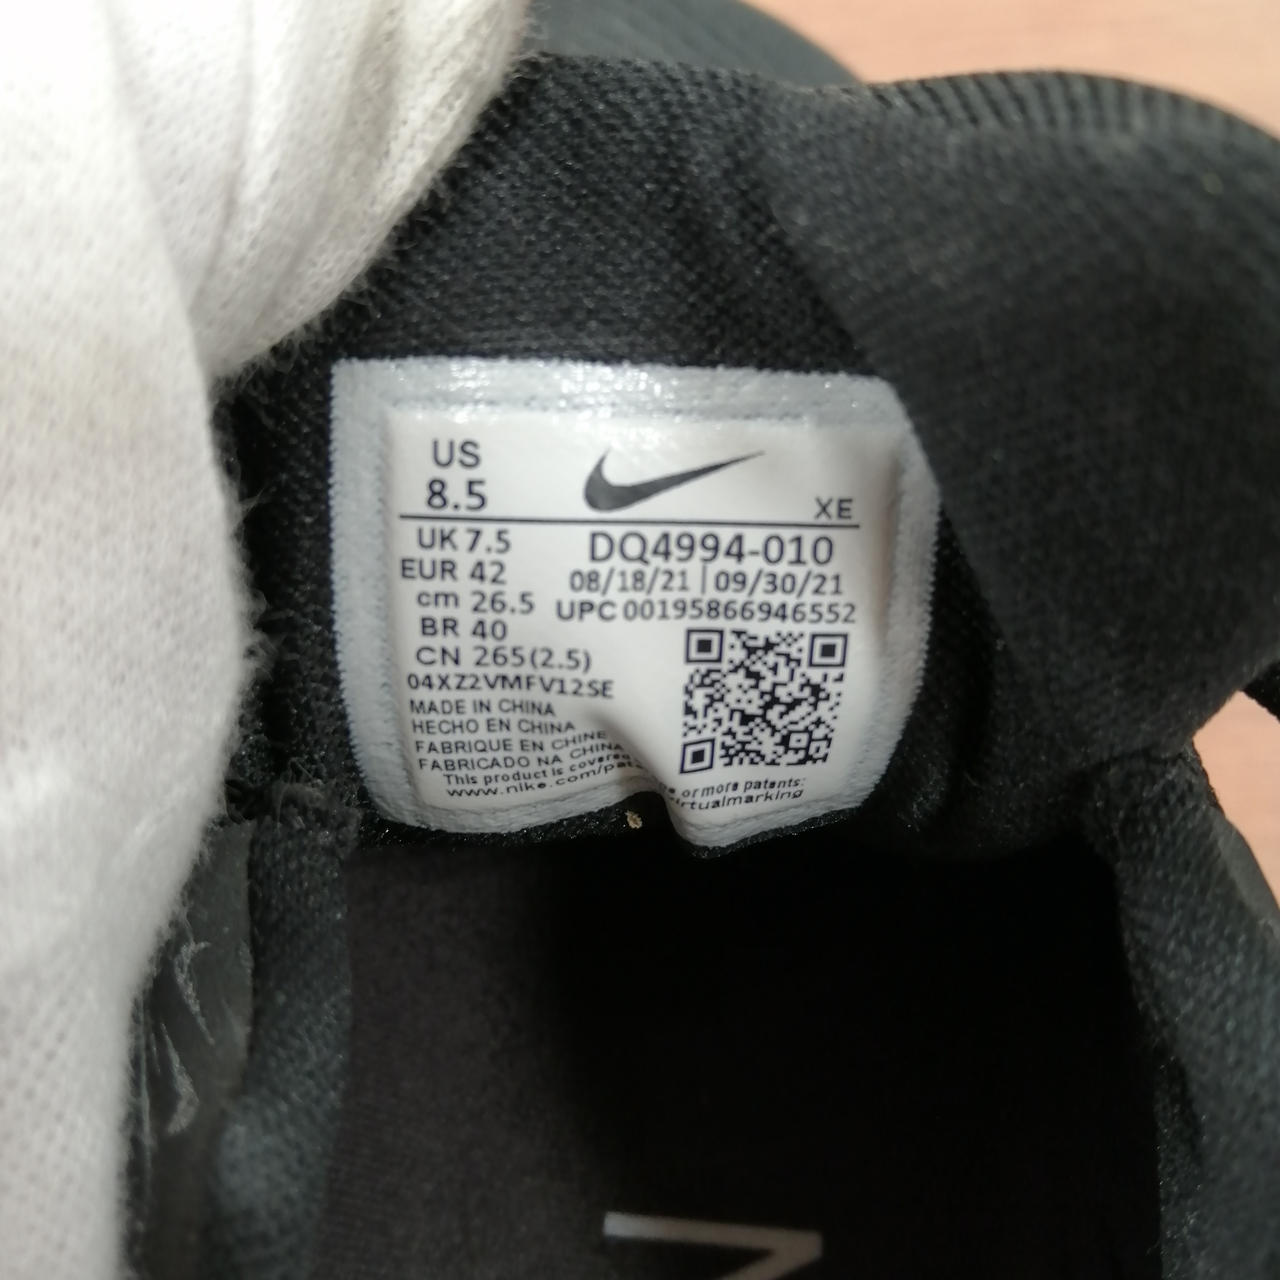 US
8.5
XE
UK 7.5
DQ4994-010
EUR 42
08/18/21 | 09/30/21
cm 26.5
UPC 00195866946552
BR 40
CN 265(2.5)
04XZ2VMFV12SE
MADE IN CHINA
HECHO EN CHINA
FABRIQUE EN CHINE
FABRICADO NA CHINA
This product is covered or more patents:
www.nike.com/